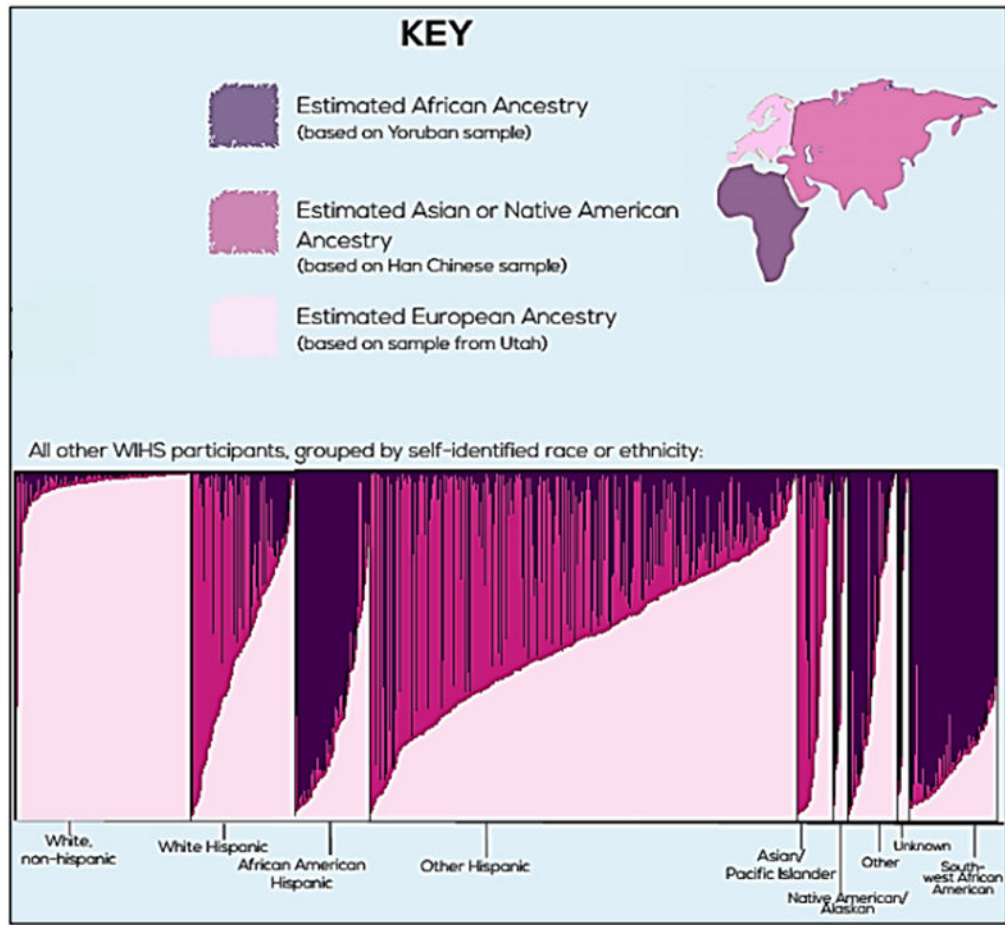 KEY
Estimated African Ancestry
(based on Yoruban sample)
Estimated Asian or Native American
Ancestry
(based on Han Chinese sample)
Estimated European Ancestry
(based on sample from Utah)
All other WIHS participants, grouped by self-identified race or ethnicity:
White,
non-hispanic
White Hispanic
African American
Hispanic
Other Hispanic
Asian/
Pacific Islander
Native American/
Alaskan
Other
Unknown
South-
west African
American